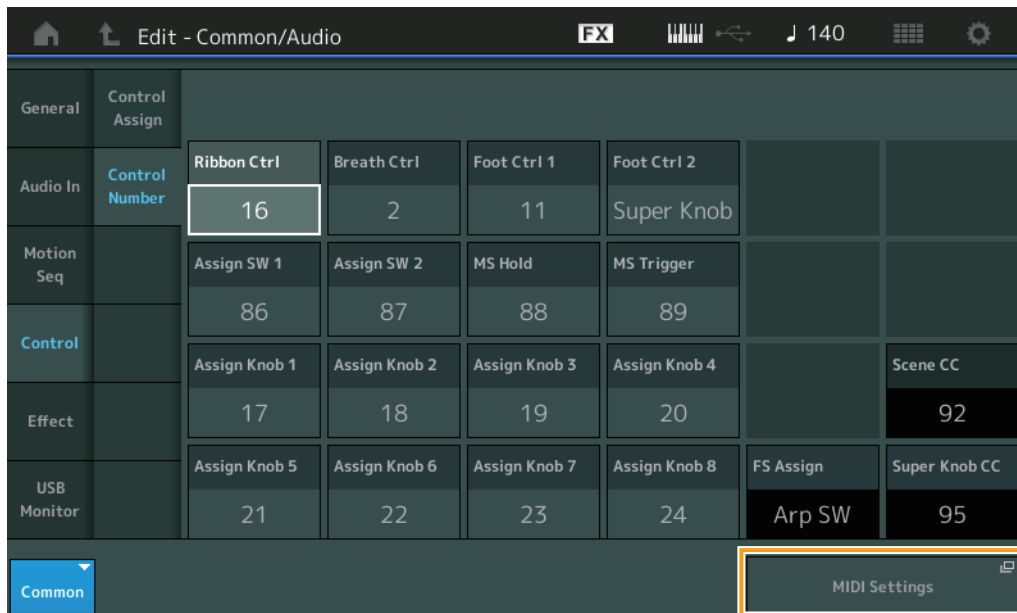 Edit - Common/Audio
FX
♩ 140
General
Audio In
Motion
Seq
Control
Effect
USB
Monitor
Common
Control
Assign
Control
Number
Ribbon Ctrl
16
Breath Ctrl
2
Foot Ctrl 1
11
Foot Ctrl 2
Super Knob
Assign SW 1
86
Assign SW 2
87
MS Hold
88
MS Trigger
89
Assign Knob 1
17
Assign Knob 2
18
Assign Knob 3
19
Assign Knob 4
20
Scene CC
92
Assign Knob 5
21
Assign Knob 6
22
Assign Knob 7
23
Assign Knob 8
24
FS Assign
Arp SW
Super Knob CC
95
MIDI Settings